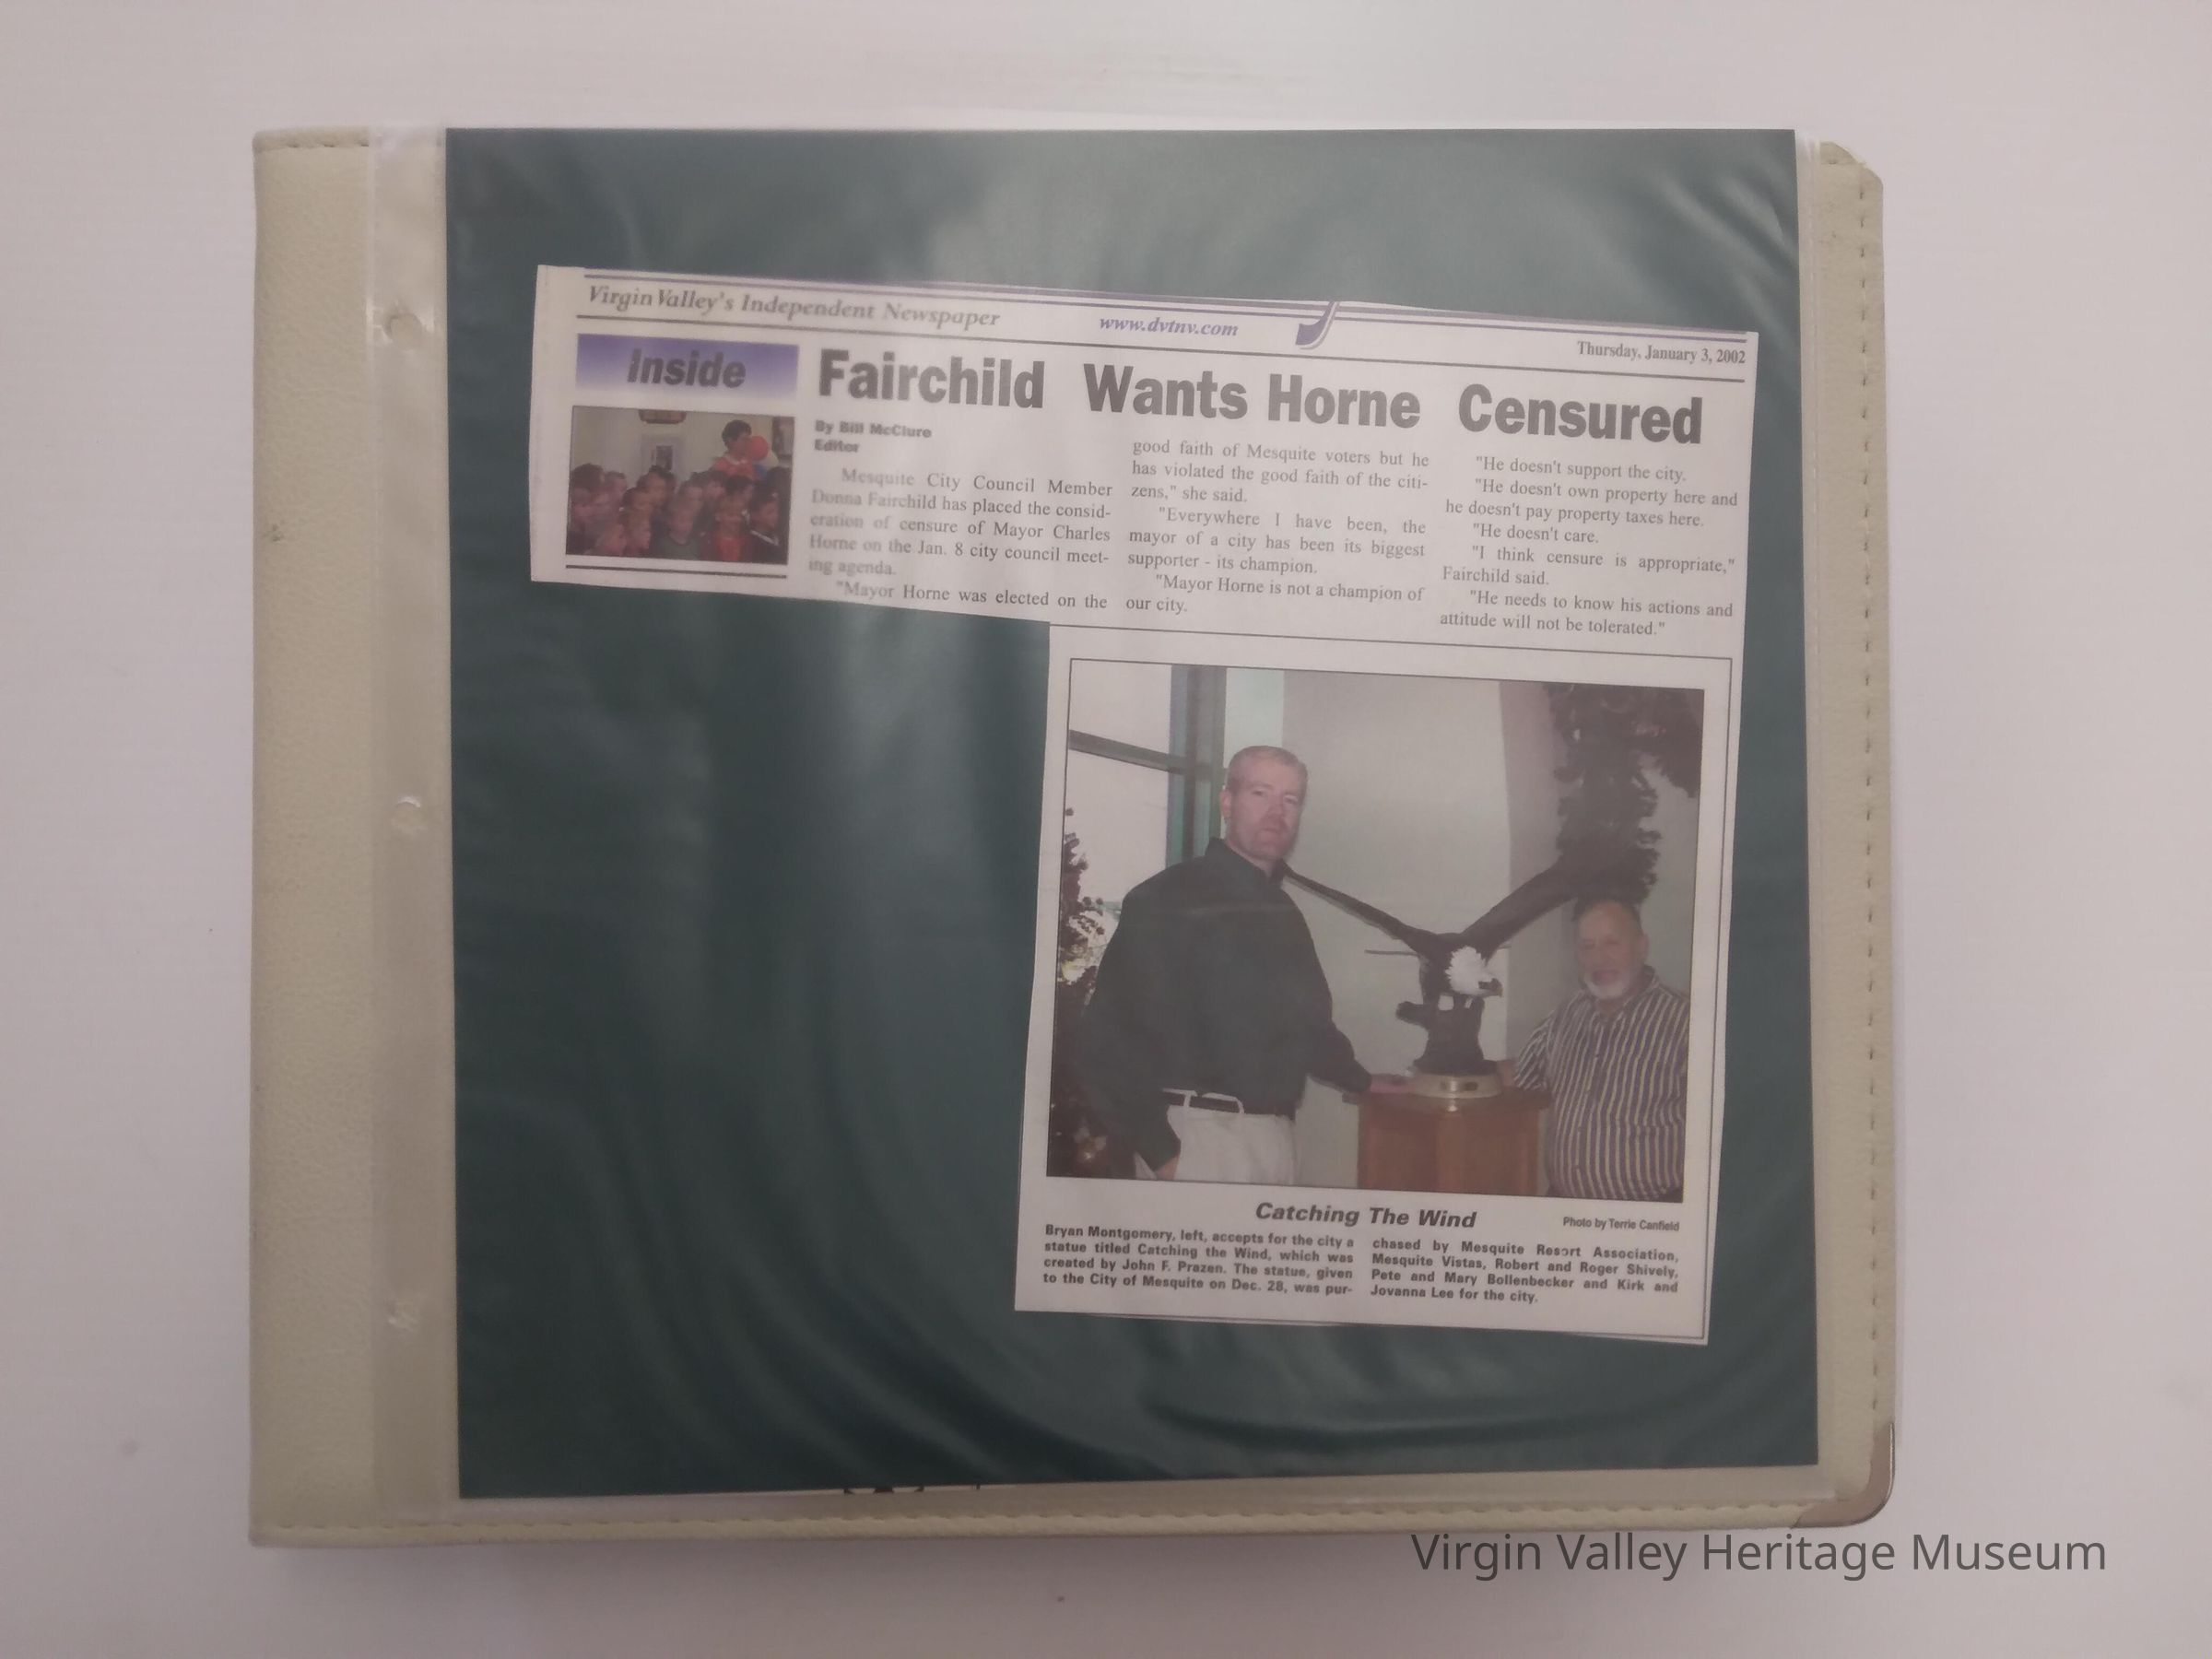 Virgin Valley's Independent Newspaper
www.dvtnv.com
Thursday, January 3, 2002
Inside
Fairchild Wants Horne Censured
By Bill McClure
Editor
Mesquite City Council Member
Donna Fairchild has placed the consid-
eration of censure of Mayor Charles
Horne on the Jan. 8 city council meet-
ing agenda.
"Mayor Horne was elected on the
good faith of Mesquite voters but he
has violated the good faith of the citi-
zens," she said.
"Everywhere I have been, the
mayor of a city has been its biggest
supporter - its champion.
"Mayor Horne is not a champion of
our city.
"He doesn't support the city.
"He doesn't own property here and
he doesn't pay property taxes here.
"He doesn't care.
"I think censure is appropriate,"
Fairchild said.
"He needs to know his actions and
attitude will not be tolerated."
Catching The Wind
Photo by Terrie Canfield
Bryan Montgomery, left, accepts for the city a
statue titled Catching the Wind, which was
created by John F. Prazen. The statue, given
to the City of Mesquite on Dec. 28, was pur-
chased by Mesquite Resort Association,
Mesquite Vistas, Robert and Roger Shively,
Pete and Mary Bollenbecker and Kirk and
Jovanna Lee for the city.
Virgin Valley Heritage Museum